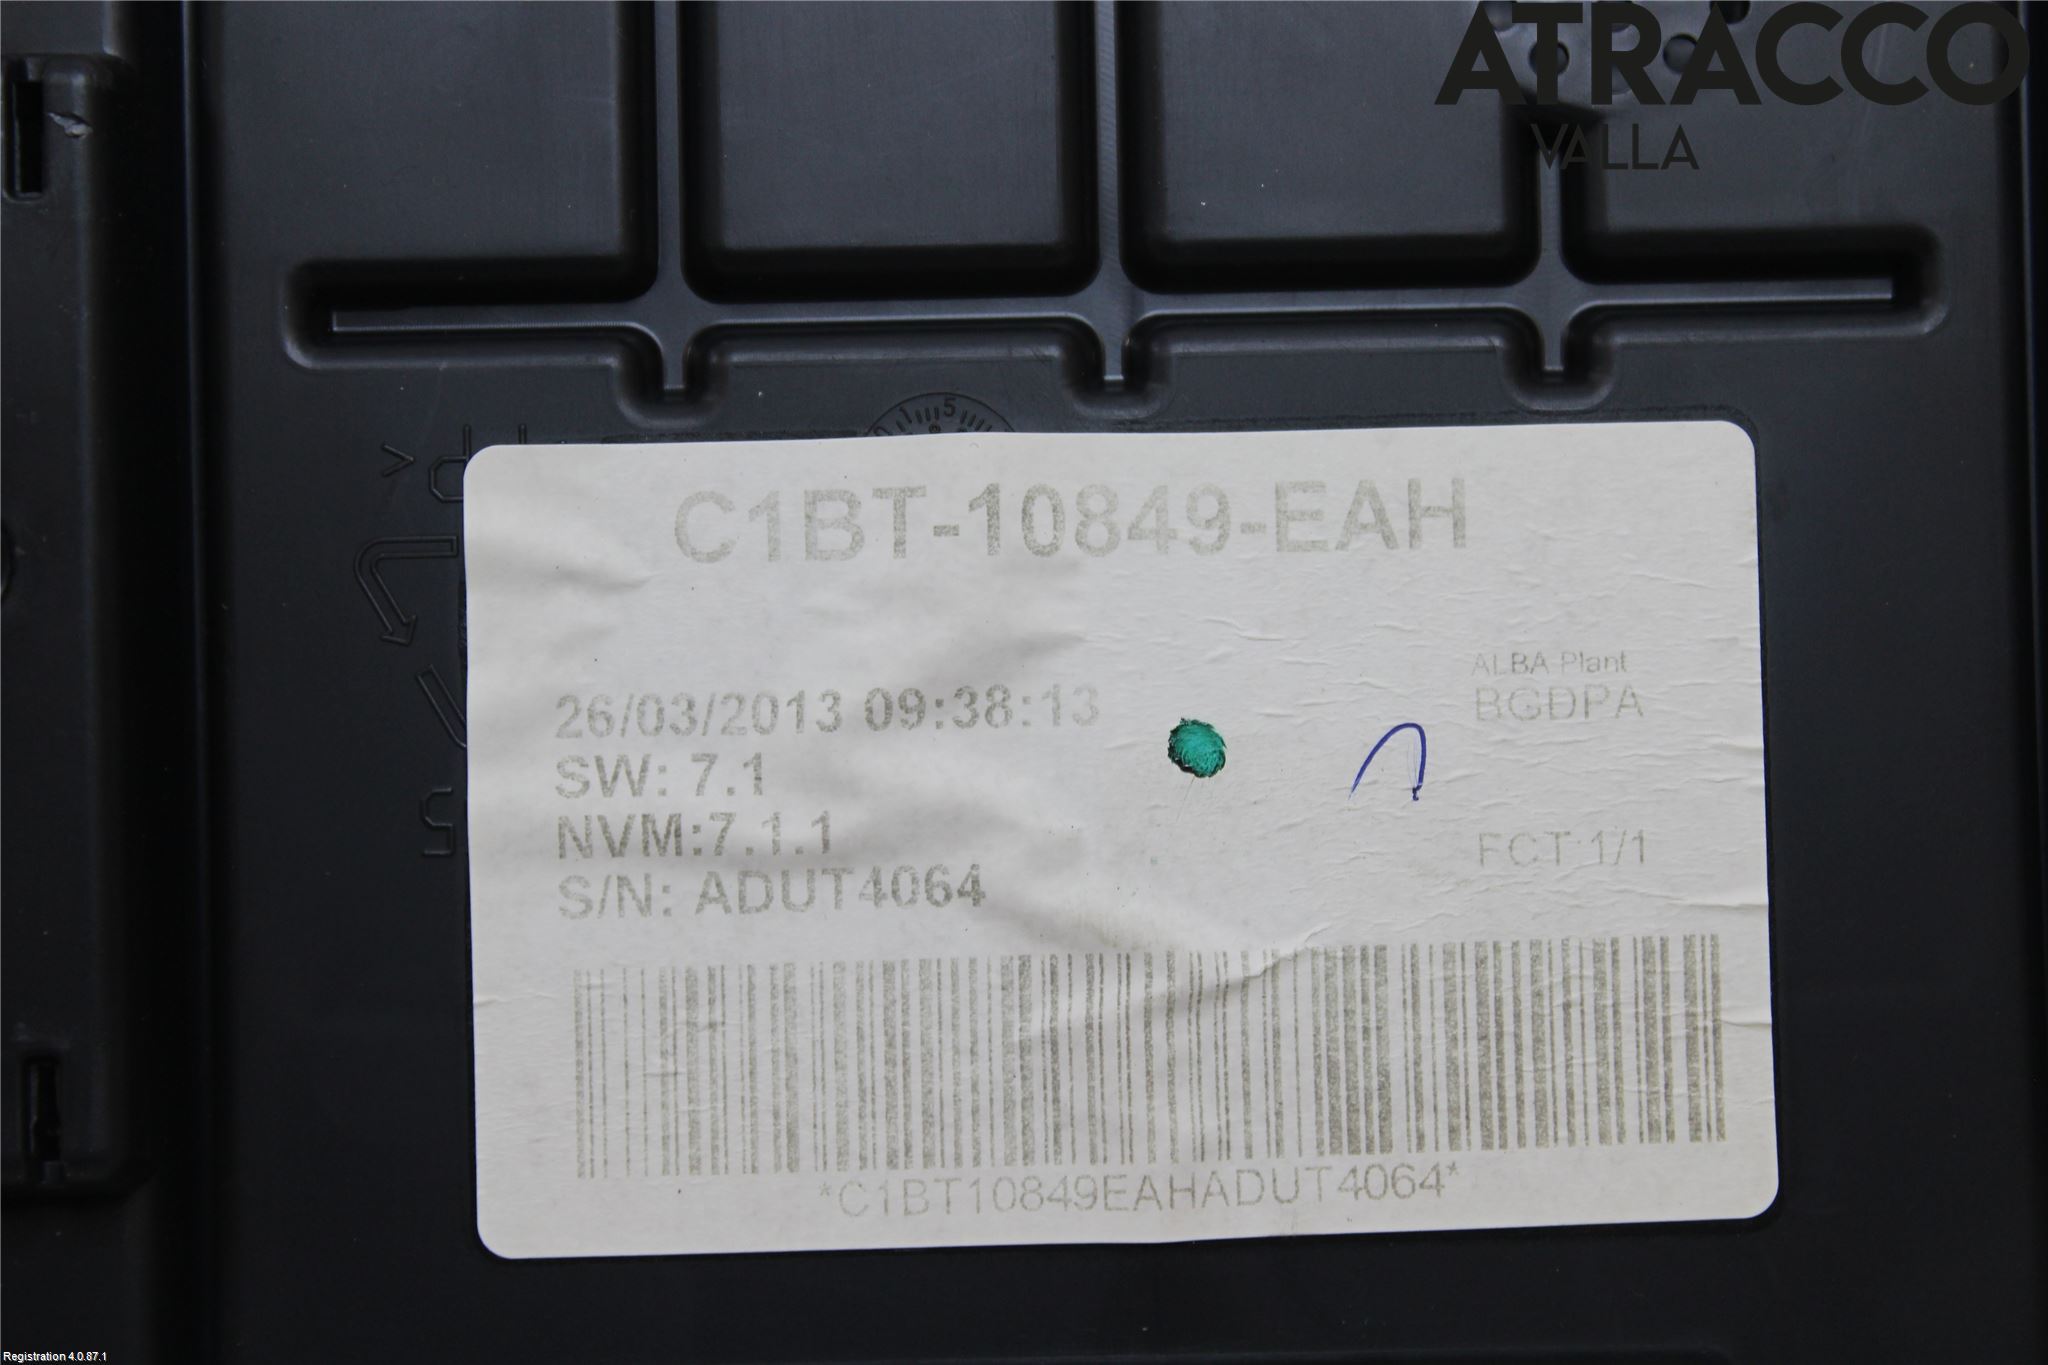 ATRACCO
VALLA
5
C1BT-10849-EAH
ALBA Plant
BGDPA
26/03/2013 09:38:13
SW: 7.1
NVM:7.1.1
FCT 1/1
S/N: ADUT4064
*C1BT10849EAHADUT4064*
Registration 4.0.87.1